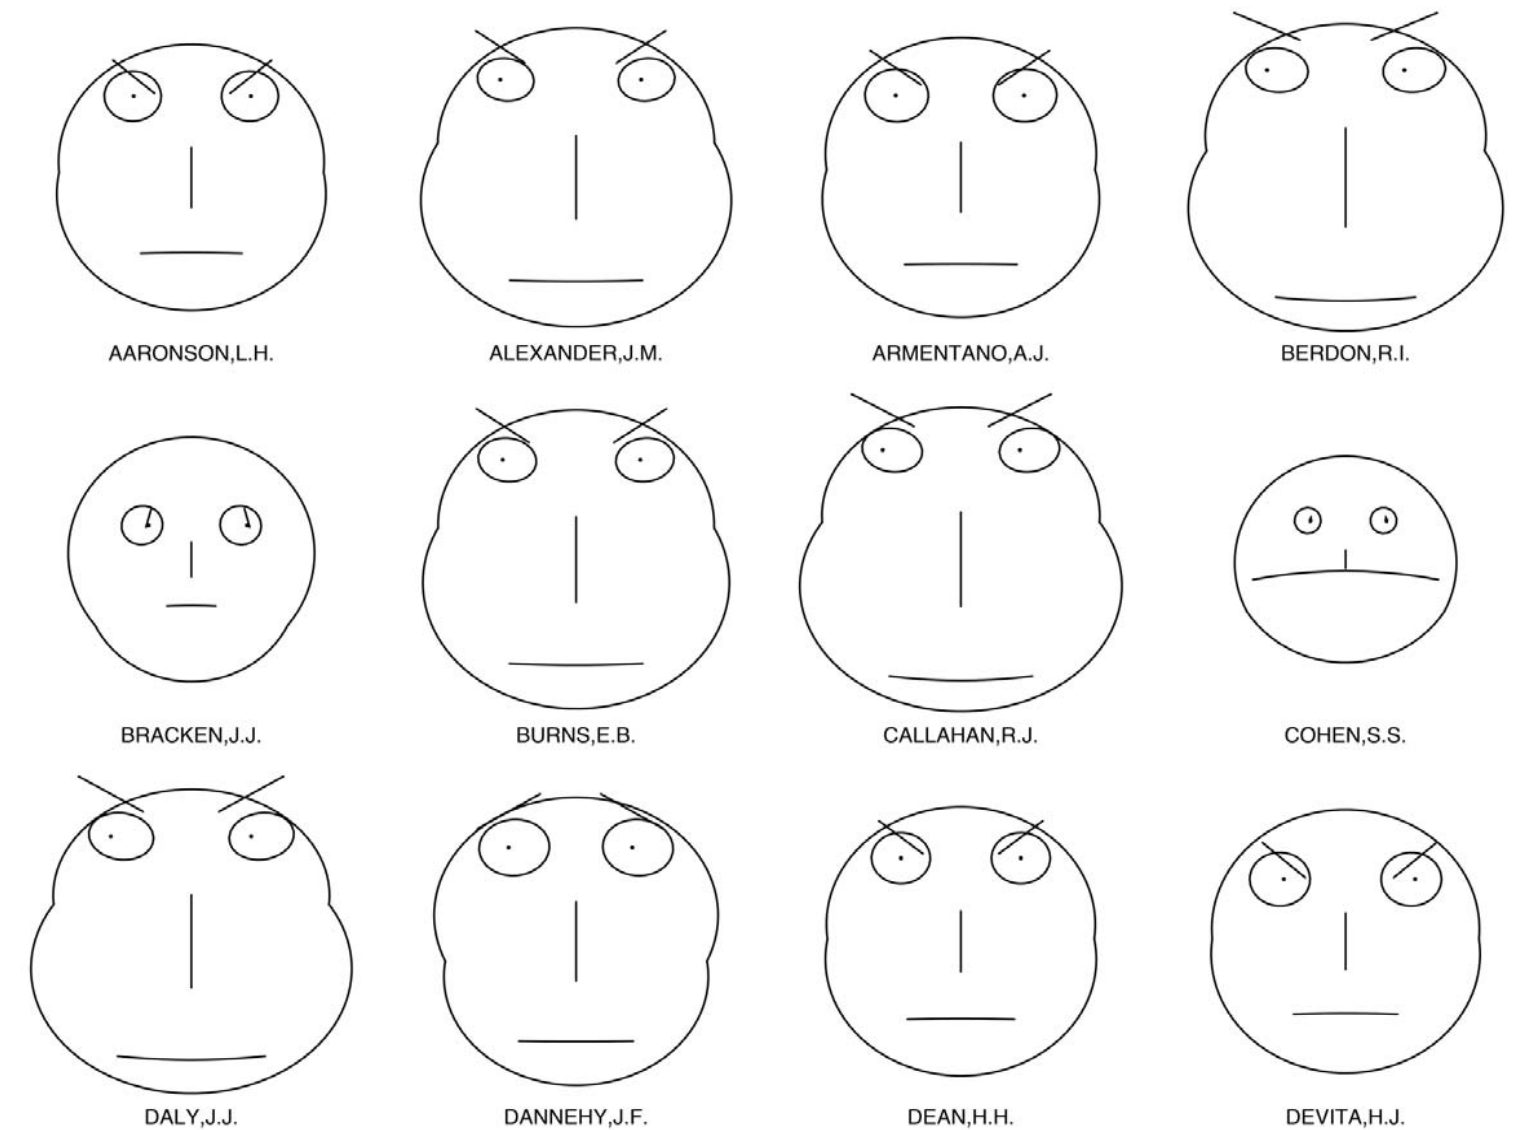 AARONSON,L.H.
ALEXANDER,J.M.
ARMENTANO,A.J.
BERDON,R.I.
BRACKEN,J.J.
BURNS,E.B.
CALLAHAN,R.J.
COHEN,S.S.
DALY,J.J.
DANNEHY,J.F.
DEAN,H.H.
DEVITA,H.J.